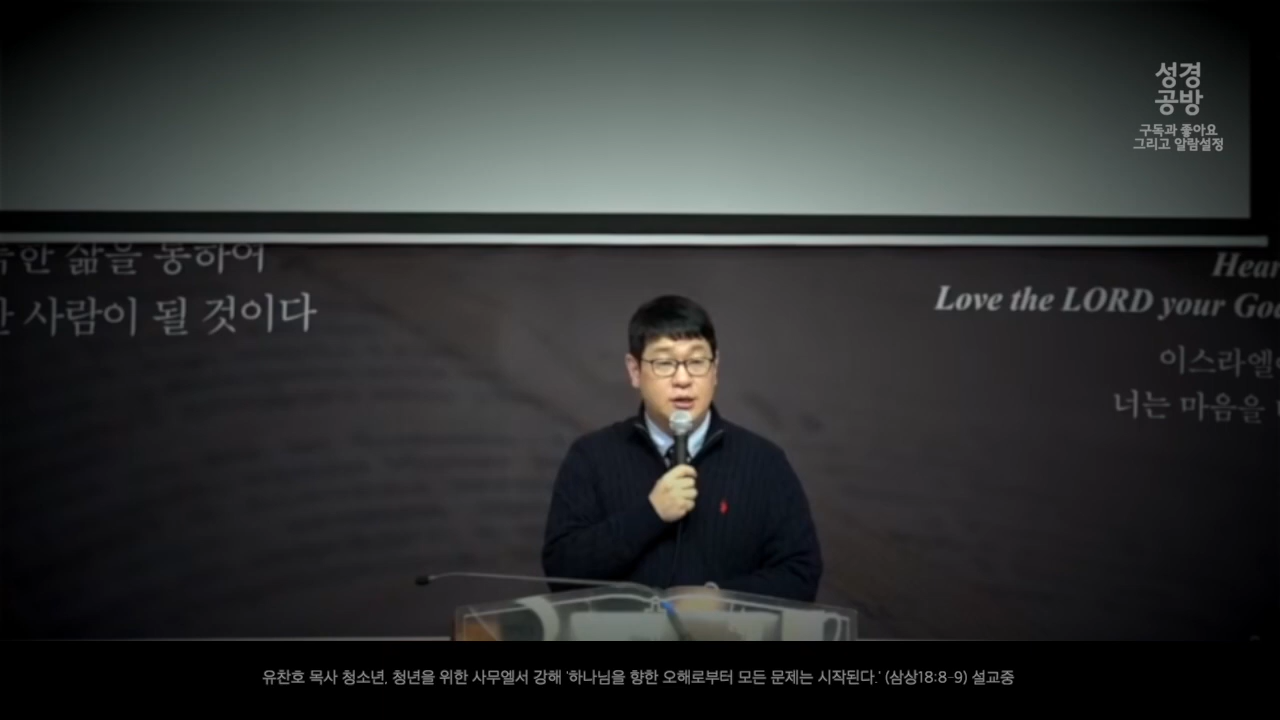 성경
공방
구독과 좋아요
그리고 알람설정
삶을 통하여
사람이 될 것이다
Hear
Love the LORD your God
이스라엘
너는 마음을
유찬호 목사 청소년, 청년을 위한 사무엘서 강해 '하나님을 향한 오해로부터 모든 문제는 시작된다.' (삼상18:8-9) 설교중